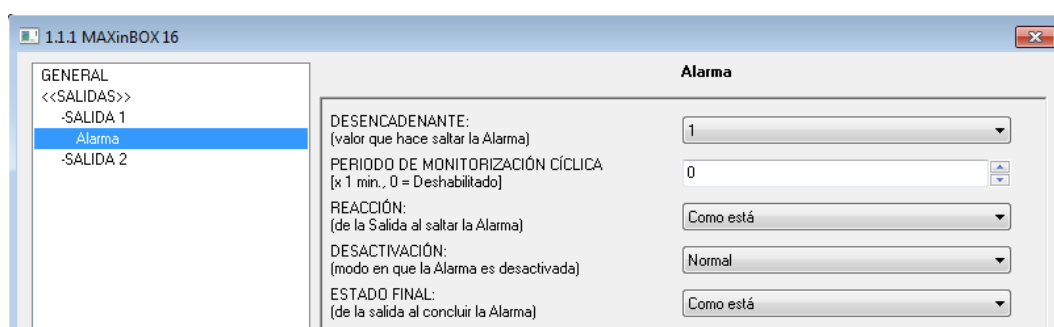 1.1.1 MAXinBOX 16
GENERAL
<<SALIDAS>>
-SALIDA 1
Alarma
-SALIDA 2
Alarma
DESENCADENANTE:
(valor que hace saltar la Alarma)
1
PERIODO DE MONITORIZACIÓN CÍCLICA
[x 1 min., 0 = Deshabilitado]
0
REACCIÓN:
(de la Salida al saltar la Alarma)
Como está
DESACTIVACIÓN:
(modo en que la Alarma es desactivada)
Normal
ESTADO FINAL:
(de la salida al concluir la Alarma)
Como está